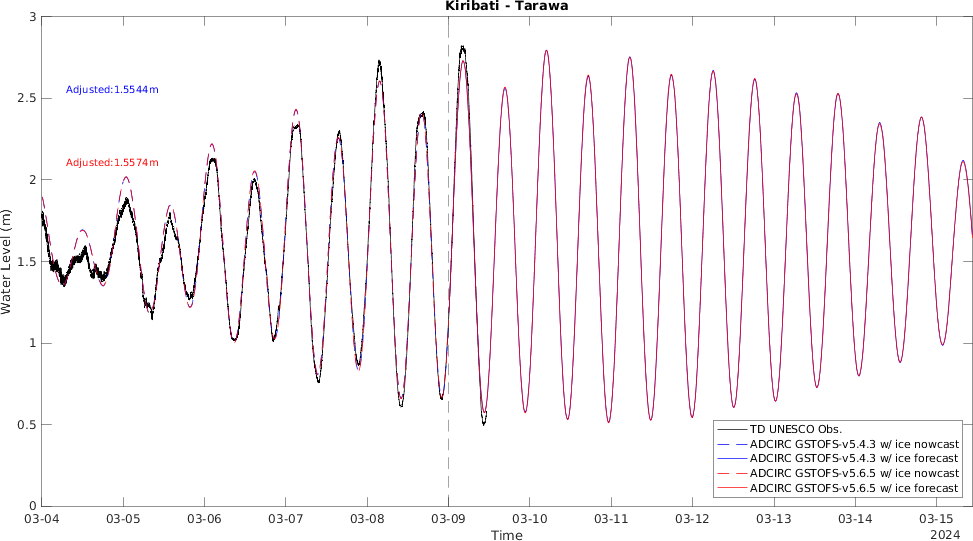 Kiribati - Tarawa
3
2.5
2
1.5
1
0.5
0
Water Level (m)
Adjusted:1.5544m
Adjusted:1.5574m
TD UNESCO Obs.
ADCIRC GSTOFS-v5.4.3 w/ ice nowcast
ADCIRC GSTOFS-v5.4.3 w/ ice forecast
ADCIRC GSTOFS-v5.6.5 w/ ice nowcast
ADCIRC GSTOFS-v5.6.5 w/ ice forecast
03-04 03-05 03-06 03-07 03-08 03-09 03-10 03-11 03-12 03-13 03-14 03-15
Time
2024